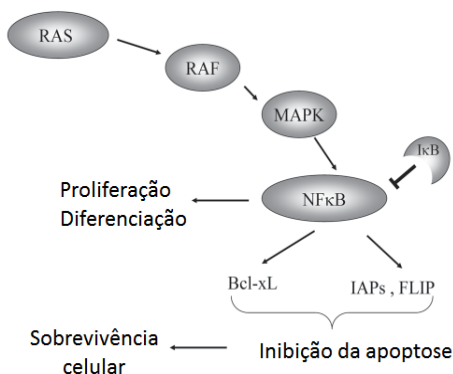 RAS
RAF
MAPK
IκB
NFκB
Proliferação
Diferenciação
Bcl-xL
IAPs , FLIP
Inibição da apoptose
Sobrevivência
celular